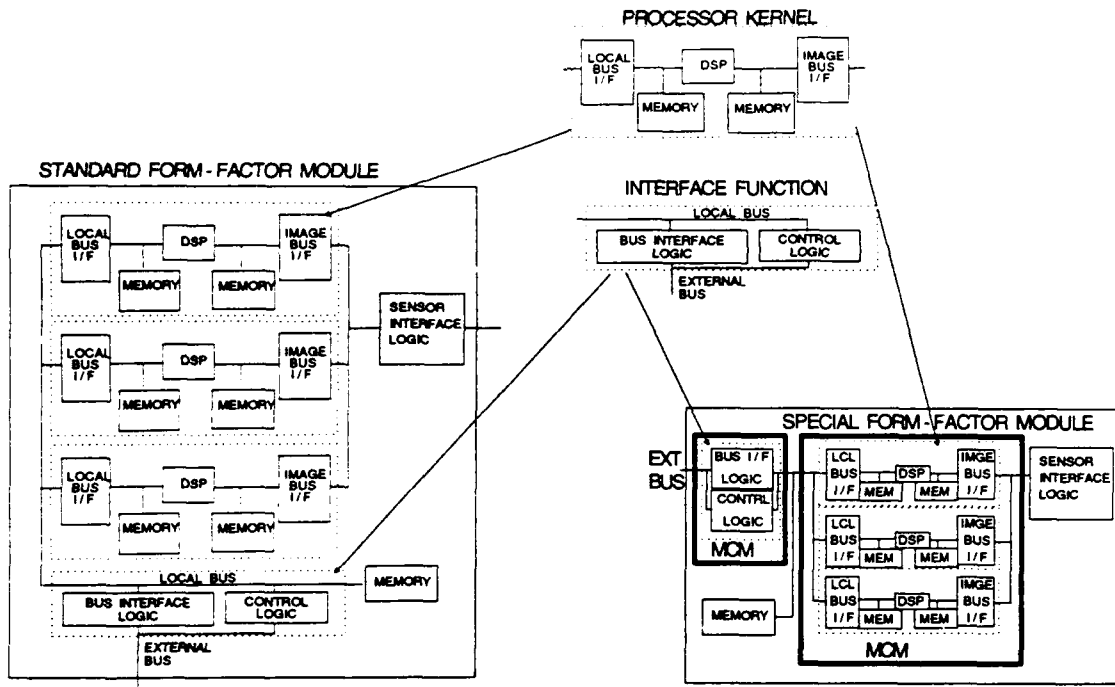 PROCESSOR KERNEL
LOCAL
BUS
I/F
DSP
IMAGE
BUS
I/F
MEMORY
MEMORY
STANDARD FORM-FACTOR MODULE
LOCAL
BUS
I/F
DSP
IMAGE
BUS
I/F
MEMORY
MEMORY
LOCAL
BUS
I/F
DSP
IMAGE
BUS
I/F
MEMORY
MEMORY
LOCAL
BUS
I/F
DSP
IMAGE
BUS
I/F
MEMORY
MEMORY
SENSOR
INTERFACE
LOGIC
LOCAL BUS
MEMORY
BUS INTERFACE
LOGIC
CONTROL
LOGIC
EXTERNAL
BUS
INTERFACE FUNCTION
LOCAL BUS
BUS INTERFACE
LOGIC
CONTROL
LOGIC
EXTERNAL
BUS
SPECIAL FORM-FACTOR MODULE
EXT
BUS
BUS I/F
LOGIC
CONTRL
LOGIC
MCM
MEMORY
LCL
BUS
I/F
DSP
MEM
MEM
IMGE
BUS
I/F
LCL
BUS
I/F
DSP
MEM
MEM
IMGE
BUS
I/F
LCL
BUS
I/F
DSP
MEM
MEM
IMGE
BUS
I/F
MCM
SENSOR
INTERFACE
LOGIC